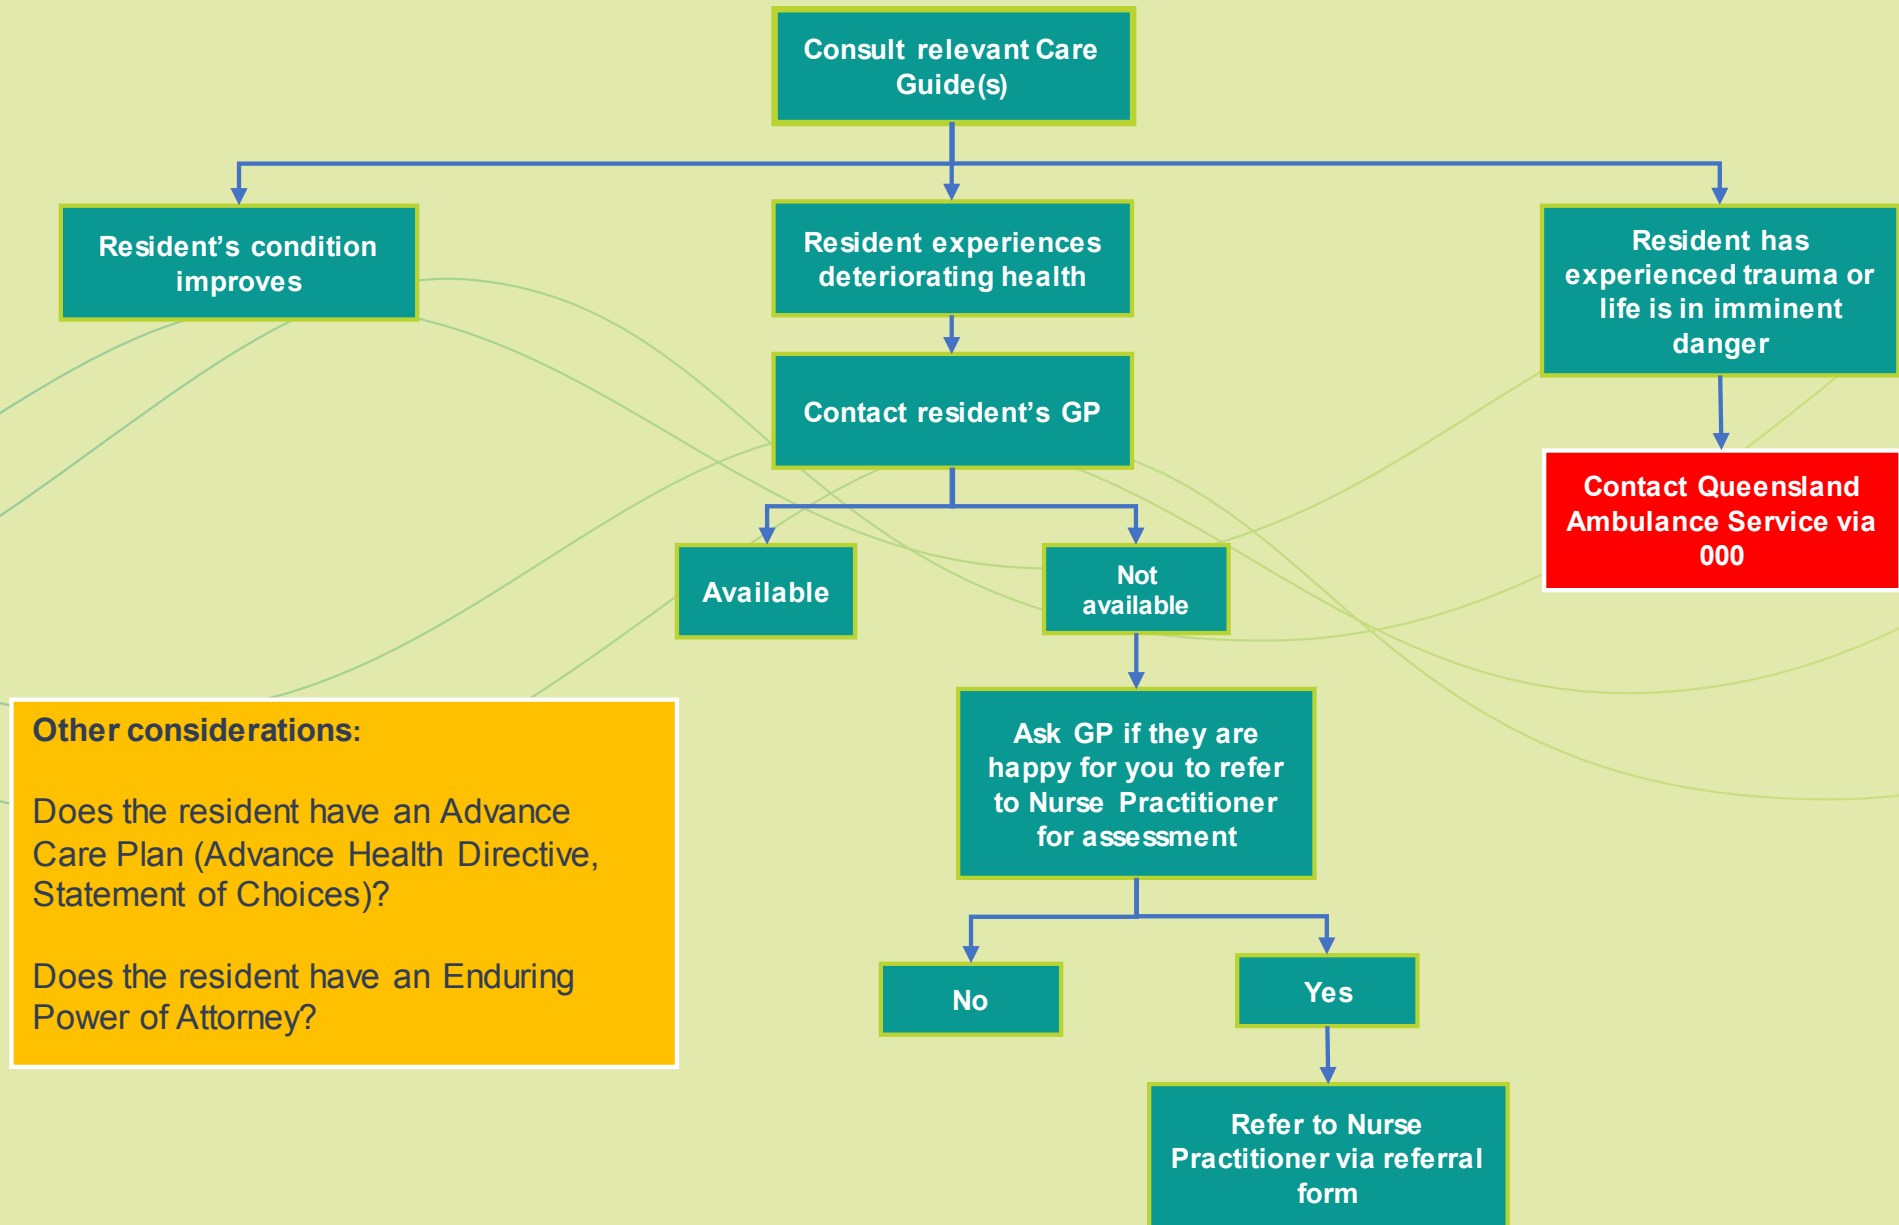 Consult relevant Care
Guide(s)
Resident’s condition
improves
Resident experiences
deteriorating health
Resident has
experienced trauma or
life is in imminent
danger
Contact resident’s GP
Contact Queensland
Ambulance Service via
000
Available
Not
available
Ask GP if they are
happy for you to refer
to Nurse Practitioner
for assessment
Other considerations:
Does the resident have an Advance
Care Plan (Advance Health Directive,
Statement of Choices)?
Does the resident have an Enduring
Power of Attorney?
No
Yes
Refer to Nurse
Practitioner via referral
form